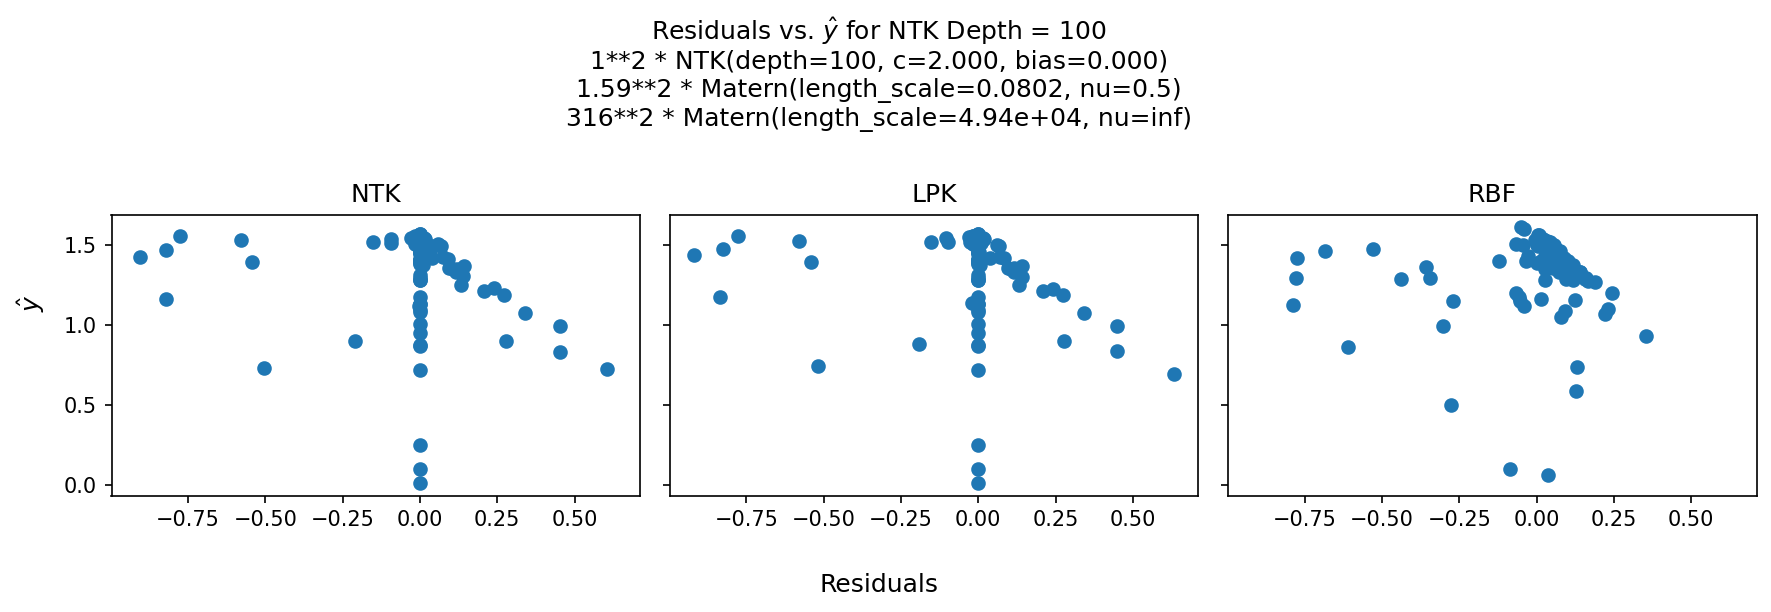 Residuals vs. ŷ for NTK Depth = 100
1**2 * NTK(depth=100, c=2.000, bias=0.000)
1.59**2 * Matern(length_scale=0.0802, nu=0.5)
316**2 * Matern(length_scale=4.94e+04, nu=inf)
NTK LPK RBF
ŷ
1.5
1.0
0.5
0.0
−0.75 −0.50 −0.25 0.00 0.25 0.50
−0.75 −0.50 −0.25 0.00 0.25 0.50
−0.75 −0.50 −0.25 0.00 0.25 0.50
Residuals